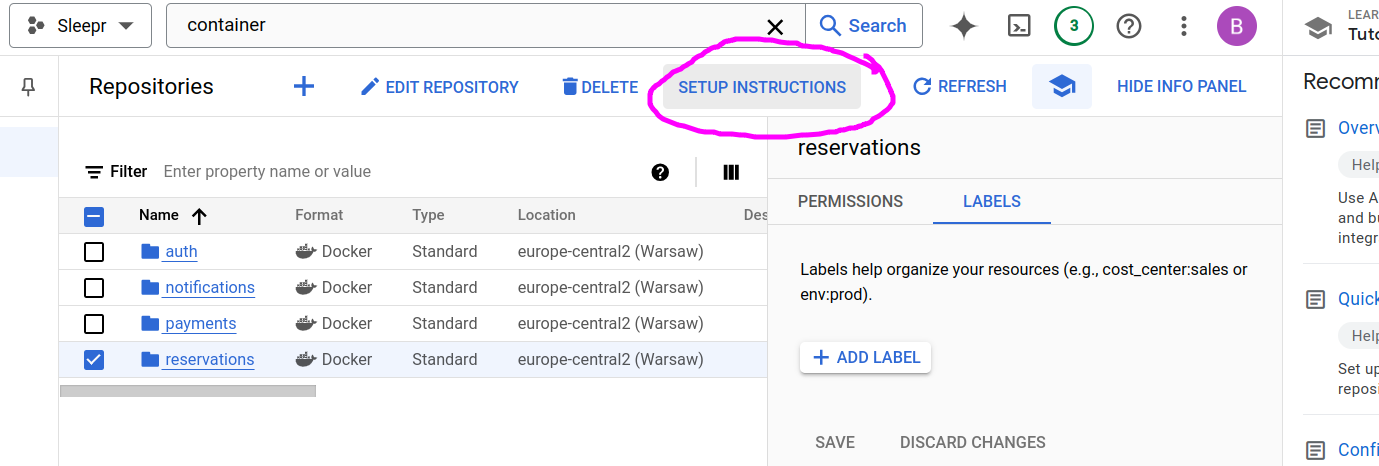 Sleepr
container
Search
3
B
LEAR
Tuto
Repositories
EDIT REPOSITORY
DELETE
SETUP INSTRUCTIONS
REFRESH
HIDE INFO PANEL
Recomm
Filter Enter property name or value
Name Format Type Location Des
auth Docker Standard europe-central2 (Warsaw)
notifications Docker Standard europe-central2 (Warsaw)
payments Docker Standard europe-central2 (Warsaw)
reservations Docker Standard europe-central2 (Warsaw)
reservations
PERMISSIONS LABELS
Labels help organize your resources (e.g., cost_center:sales or
env:prod).
ADD LABEL
SAVE DISCARD CHANGES
Overv
Help
Use A
and bu
integr
Quick
Help
Set up
reposi
Confi